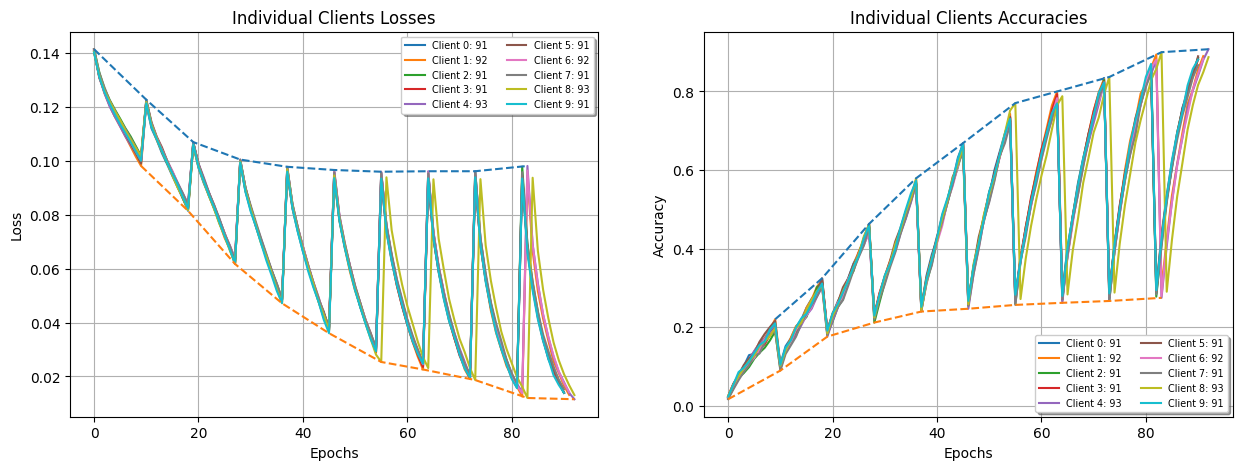 Individual Clients Losses
Loss
0.14
0.12
0.10
0.08
0.06
0.04
0.02
0
20
40
60
80
Epochs
Client 0: 91
Client 1: 92
Client 2: 91
Client 3: 91
Client 4: 93
Client 5: 91
Client 6: 92
Client 7: 91
Client 8: 93
Client 9: 91
Individual Clients Accuracies
Accuracy
0.8
0.6
0.4
0.2
0.0
0
20
40
60
80
Epochs
Client 0: 91
Client 1: 92
Client 2: 91
Client 3: 91
Client 4: 93
Client 5: 91
Client 6: 92
Client 7: 91
Client 8: 93
Client 9: 91